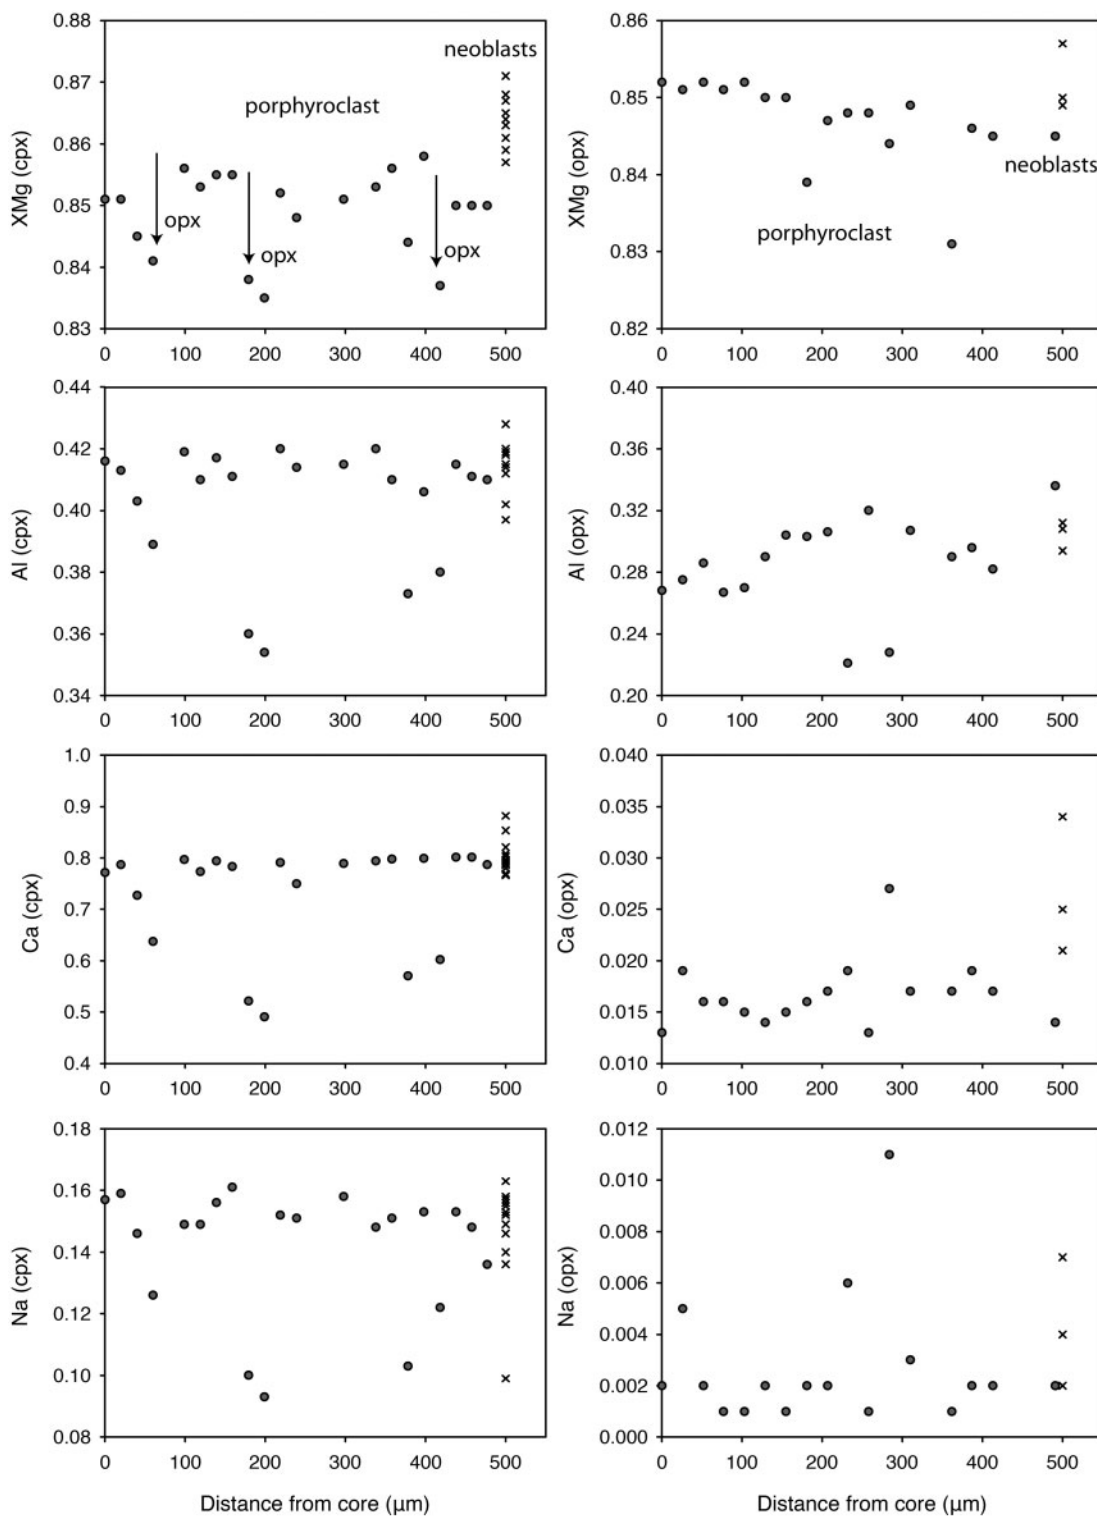 0.88
0.87
0.86
0.85
0.84
0.83
XMg (cpx)
neoblasts
porphyroclast
opx
opx
opx
0 100 200 300 400 500
0.86
0.85
0.84
0.83
0.82
XMg (opx)
neoblasts
porphyroclast
0 100 200 300 400 500
0.44
0.42
0.40
0.38
0.36
0.34
Al (cpx)
0 100 200 300 400 500
0.40
0.36
0.32
0.28
0.24
0.20
Al (opx)
0 100 200 300 400 500
1.0
0.9
0.8
0.7
0.6
0.5
0.4
Ca (cpx)
0 100 200 300 400 500
0.040
0.035
0.030
0.025
0.020
0.015
0.010
Ca (opx)
0 100 200 300 400 500
0.18
0.16
0.14
0.12
0.10
0.08
Na (cpx)
0 100 200 300 400 500
Distance from core (µm)
0.012
0.010
0.008
0.006
0.004
0.002
0.000
Na (opx)
0 100 200 300 400 500
Distance from core (µm)